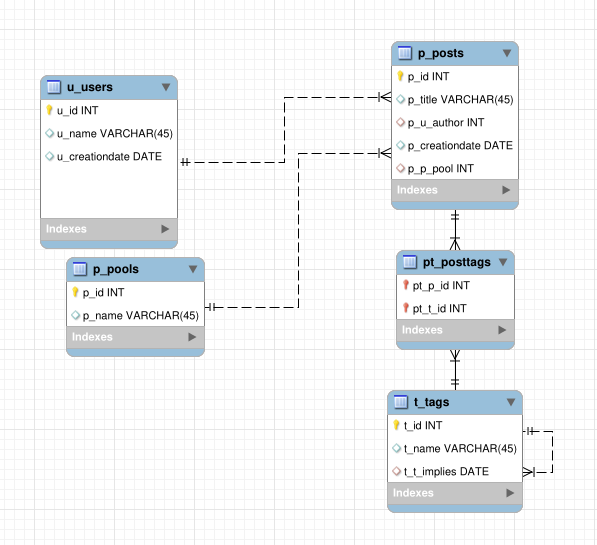 u_users
u_id INT
u_name VARCHAR(45)
u_creationdate DATE
Indexes
p_posts
p_id INT
p_title VARCHAR(45)
p_u_author INT
p_creationdate DATE
p_p_pool INT
Indexes
p_pools
p_id INT
p_name VARCHAR(45)
Indexes
pt_posttags
pt_p_id INT
pt_t_id INT
Indexes
t_tags
t_id INT
t_name VARCHAR(45)
t_t_implies DATE
Indexes